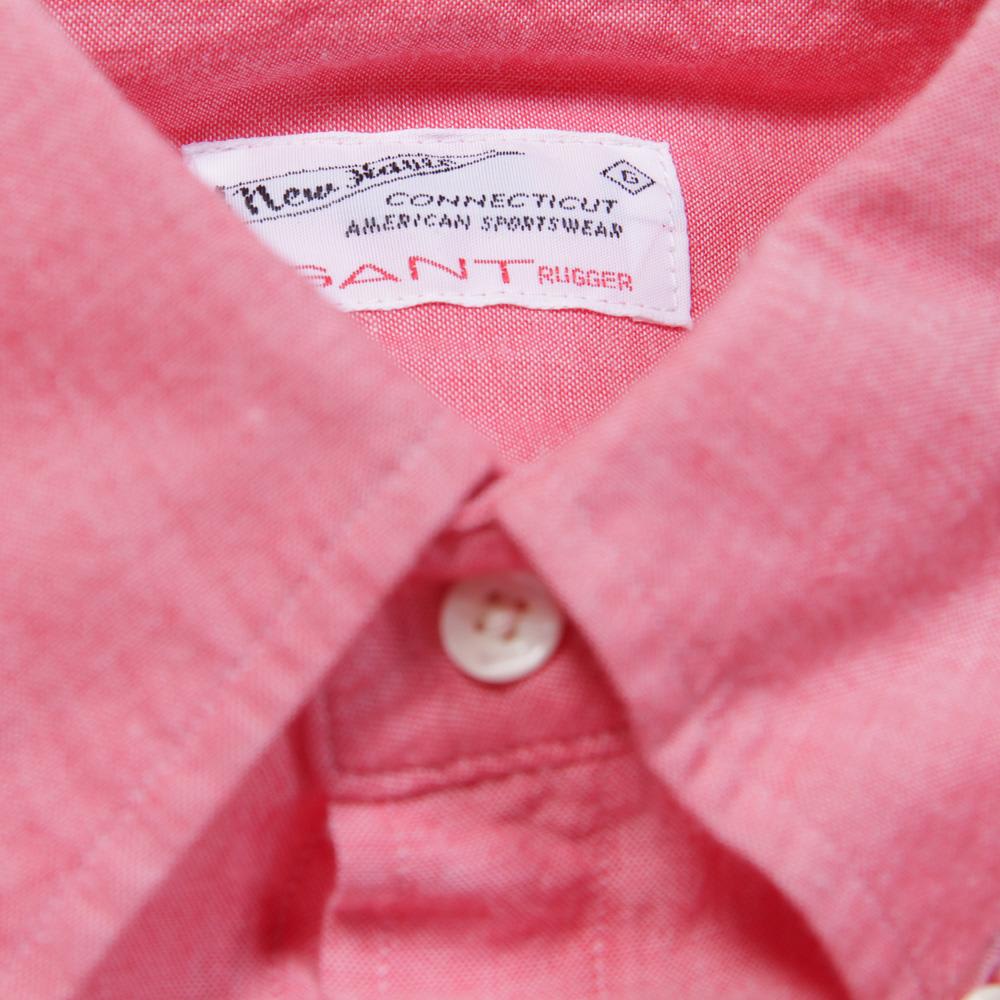 New Haven
G
CONNECTICUT
AMERICAN SPORTSWEAR
GANT RUGGER